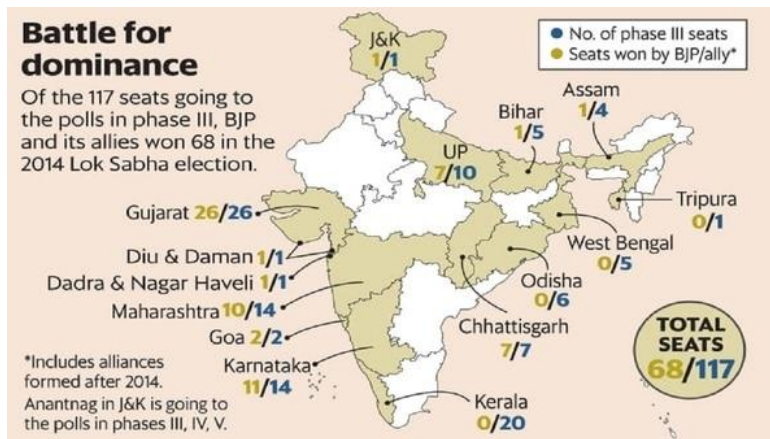 Battle for
dominance
Of the 117 seats going to
the polls in phase III, BJP
and its allies won 68 in the
2014 Lok Sabha election.
No. of phase III seats
Seats won by BJP/ally*
J&K
1/1
Assam
1/4
Bihar
1/5
UP
7/10
Tripura
0/1
Gujarat 26/26
West Bengal
0/5
Diu & Daman 1/1
Dadra & Nagar Haveli 1/1
Odisha
0/6
Maharashtra 10/14
Chhattisgarh
7/7
Goa 2/2
TOTAL
SEATS
68/117
Karnataka
11/14
Kerala
0/20
*Includes alliances
formed after 2014.
Anantnag in J&K is going to
the polls in phases III, IV, V.